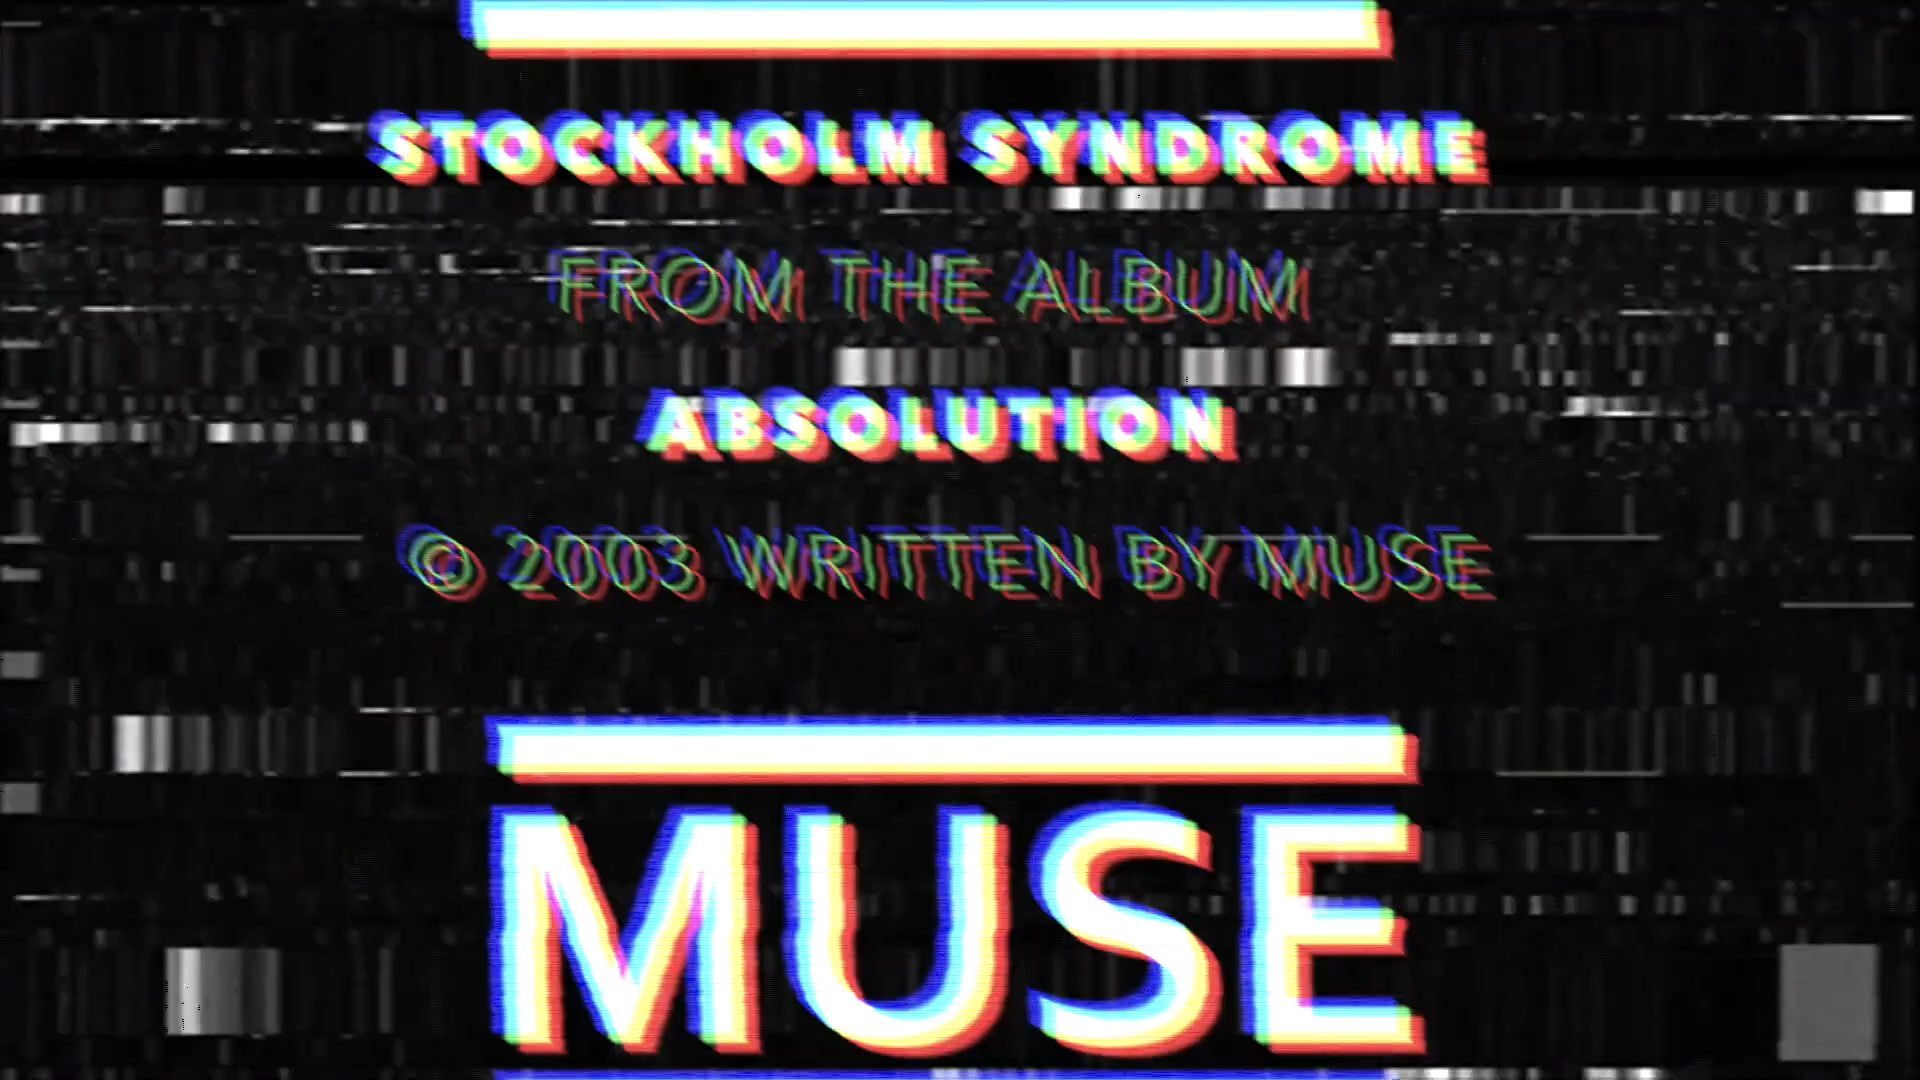 STOCKHOLM SYNDROME
FROM THE ALBUM
ABSOLUTION
© 2003 WRITTEN BY MUSE
MUSE